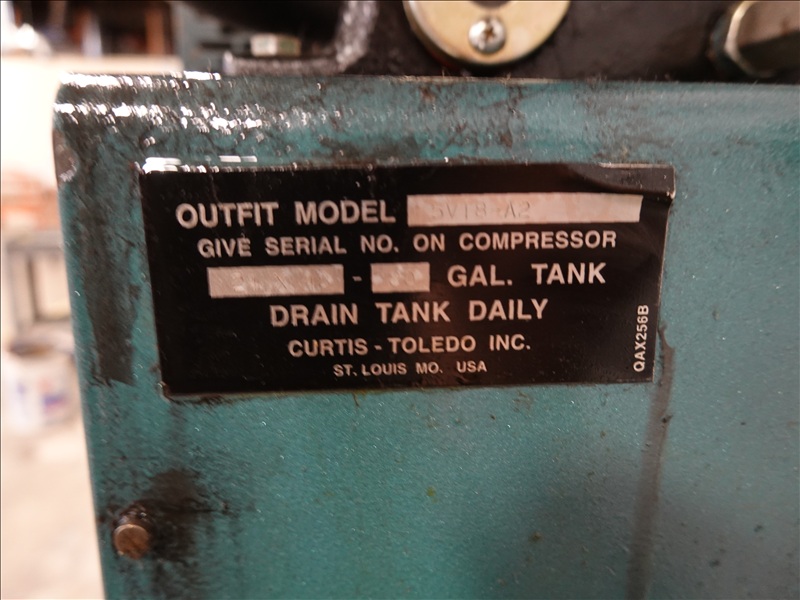 OUTFIT MODEL 5VT8-A2
GIVE SERIAL NO. ON COMPRESSOR
- GAL. TANK
DRAIN TANK DAILY
CURTIS - TOLEDO INC.
ST. LOUIS MO. USA
QAX256B